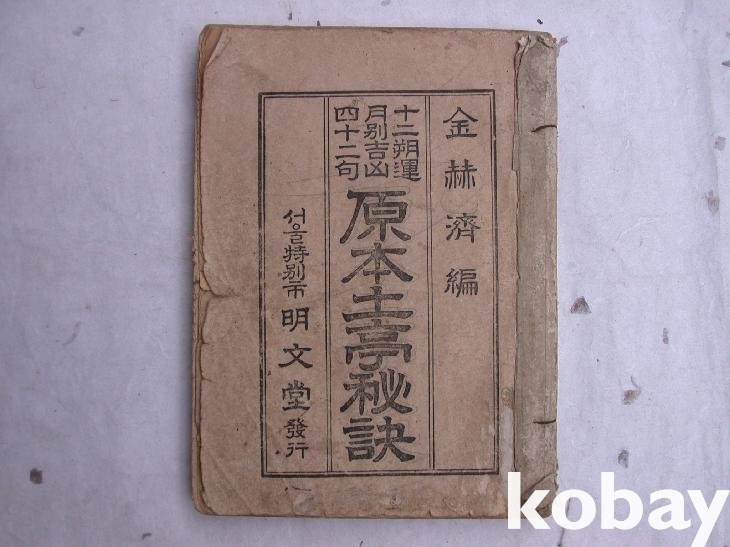 金赫濟編
十二朔運
月別吉凶
四十二句
原本土亭秘訣
서울特別市 明文堂 發行
kobay